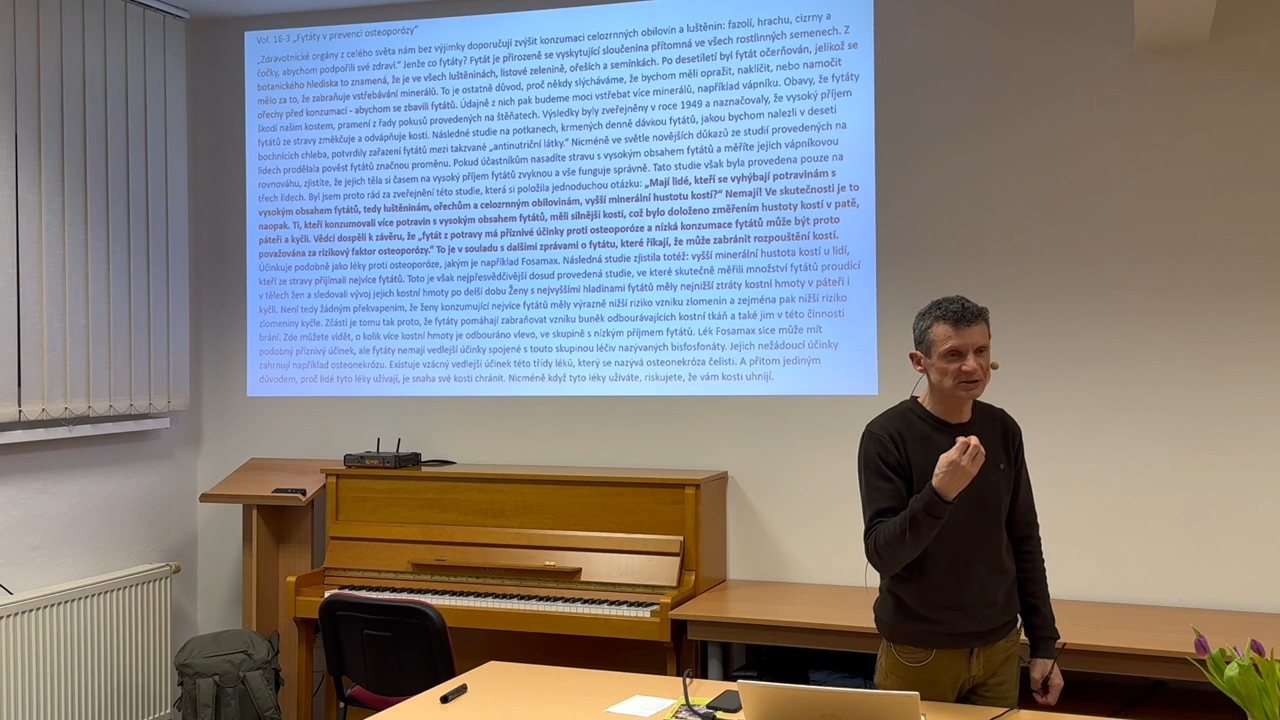 Vol. 16-3 „Fytáty v prevenci osteoporózy“
„Zdravotnické orgány z celého světa nám bez výjimky doporučují zvýšit konzumaci celozrnných obilovin a luštěnin: fazolí, hrachu, cizrny a
čočky, abychom podpořili své zdraví.“ Jenže co fytáty? Fytát je přirozeně se vyskytující sloučenina přítomná ve všech rostlinných semenech. Z
botanického hlediska to znamená, že je ve všech luštěninách, listové zelenině, ořeších a semínkách. Po desetiletí byl fytát očerňován, jelikož se
mělo za to, že zabraňuje vstřebávání minerálů. To je ostatně důvod, proč někdy slýcháváme, že bychom měli opražit, naklíčit, nebo namočit
ořechy před konzumací - abychom se zbavili fytátů. Údajně z nich pak budeme moci vstřebat více minerálů, například vápníku. Obavy, že fytáty
škodí našim kostem, pramení z řady pokusů provedených na štěňatech. Výsledky byly zveřejněny v roce 1949 a naznačovaly, že vysoký příjem
fytátů ze stravy změkčuje a odvápňuje kosti. Následné studie na potkanech, krmených denně dávkou fytátů, jakou bychom nalezli v deseti
bochnících chleba, potvrdily zařazení fytátů mezi takzvané „antinutriční látky.“ Nicméně ve světle novějších důkazů ze studií provedených na
lidech prodělala pověst fytátů značnou proměnu. Pokud účastníkům nasadíte stravu s vysokým obsahem fytátů a měříte jejich vápníkovou
rovnováhu, zjistíte, že jejich těla si časem na vysoký příjem fytátů zvyknou a vše funguje správně. Tato studie však byla provedena pouze na
třech lidech. Byl jsem proto rád za zveřejnění této studie, která si položila jednoduchou otázku: „Mají lidé, kteří se vyhýbají potravinám s
vysokým obsahem fytátů, tedy luštěninám, ořechům a celozrnným obilovinám, vyšší minerální hustotu kostí?“ Nemají! Ve skutečnosti je to
naopak. Ti, kteří konzumovali více potravin s vysokým obsahem fytátů, měli silnější kosti, což bylo doloženo změřením hustoty kostí v patě,
páteři a kyčli. Vědci dospěli k závěru, že „fytát z potravy má příznivé účinky proti osteoporóze a nízká konzumace fytátů může být proto
považována za rizikový faktor osteoporózy.“ To je v souladu s dalšími zprávami o fytátu, které říkají, že může zabránit rozpouštění kostí.
Účinkuje podobně jako léky proti osteoporóze, jakým je například Fosamax. Následná studie zjistila totéž: vyšší minerální hustota kostí u lidí,
kteří ze stravy přijímali nejvíce fytátů. Toto je však nejpřesvědčivější dosud provedená studie, ve které skutečně měřili množství fytátů proudící
v tělech žen a sledovali vývoj jejich kostní hmoty po delší dobu Ženy s nejvyššími hladinami fytátů měly nejnižší ztráty kostní hmoty v páteři i
kyčli. Není tedy žádným překvapením, že ženy konzumující nejvíce fytátů měly výrazně nižší riziko vzniku zlomenin a zejména pak nižší riziko
zlomeniny kyčle. Zčásti je tomu tak proto, že fytáty pomáhají zabraňovat vzniku buněk odbourávajících kostní tkáň a také jim v této činnosti
brání. Zde můžete vidět, o kolik více kostní hmoty je odbouráno vlevo, ve skupině s nízkým příjmem fytátů. Lék Fosamax sice může mít
podobný příznivý účinek, ale fytáty nemají vedlejší účinky spojené s touto skupinou léčiv nazývaných bisfosfonáty. Jejich nežádoucí účinky
zahrnují například osteonekrózu. Existuje vzácný vedlejší účinek této třídy léků, který se nazývá osteonekróza čelisti. A přitom jediným
důvodem, proč lidé tyto léky užívají, je snaha své kosti chránit. Nicméně když tyto léky užíváte, riskujete, že vám kosti uhnijí.